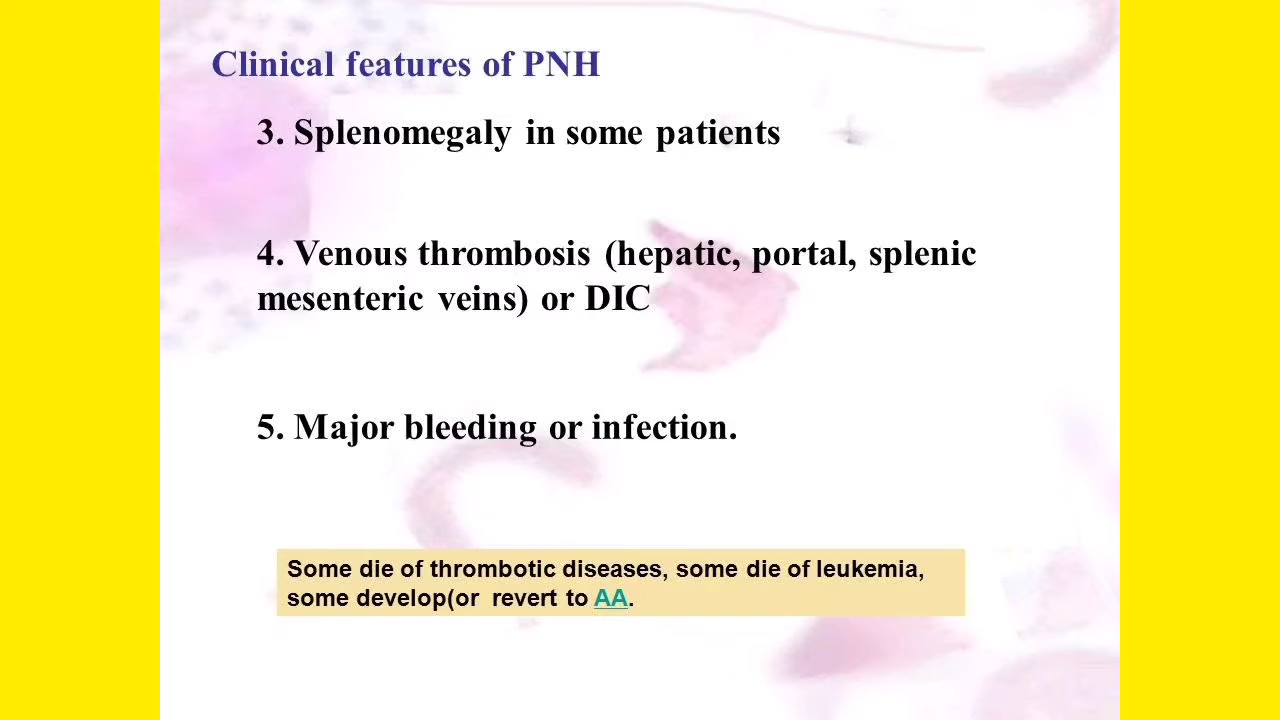 Clinical features of PNH
3. Splenomegaly in some patients
4. Venous thrombosis (hepatic, portal, splenic
mesenteric veins) or DIC
5. Major bleeding or infection.
Some die of thrombotic diseases, some die of leukemia,
some develop(or  revert to AA.